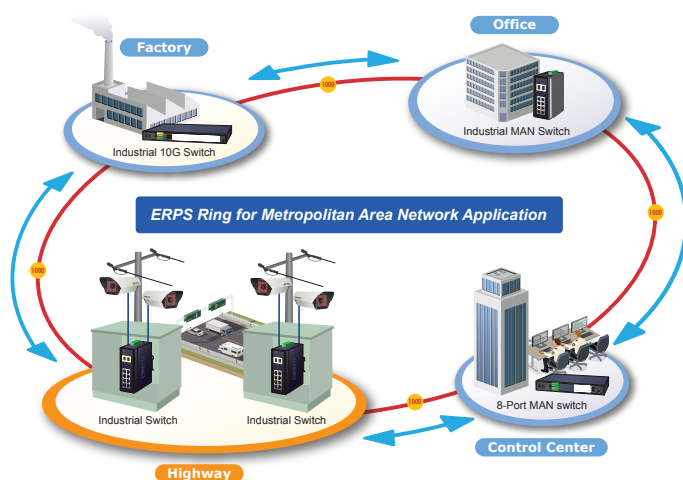 Factory
Office
1000
Industrial 10G Switch
Industrial MAN Switch
ERPS Ring for Metropolitan Area Network Application
1000
1000
Industrial Switch
Industrial Switch
1000
8-Port MAN switch
Control Center
Highway